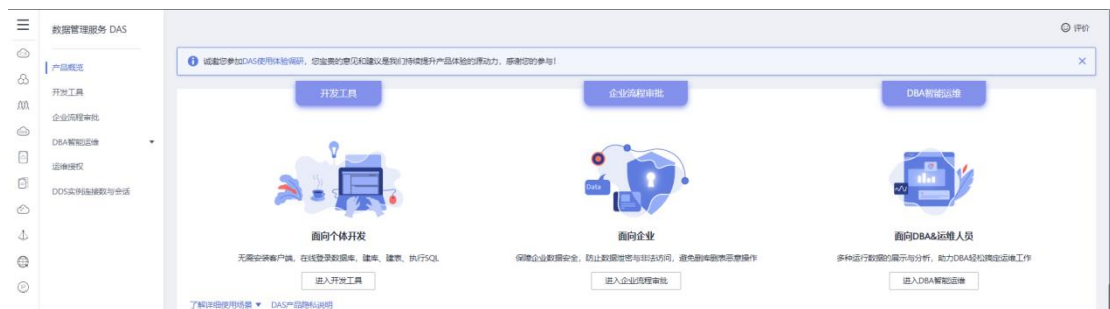 数据管理服务 DAS
评价
产品概览
开发工具
企业流程审批
DBA智能运维
运维授权
DDS实例连接数与会话
诚邀您参加DAS使用体验调研，您宝贵的意见和建议是我们持续提升产品体验的源动力，感谢您的参与！
开发工具
面向个体开发
无需安装客户端，在线登录数据库，建库，建表，执行SQL
进入开发工具
企业流程审批
Data
面向企业
保障企业数据安全，防止数据泄密与非法访问，避免删库删表恶意操作
进入企业流程审批
DBA智能运维
面向DBA&运维人员
多种运行数据的展示与分析，助力DBA轻松搞定运维工作
进入DBA智能运维
了解详细使用场景 DAS产品隐私说明